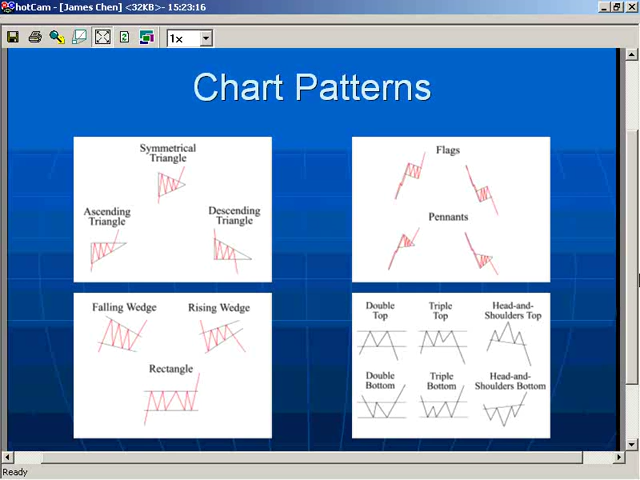 hotCam - [James Chen] <32KB>- 15:23:16
1×
Chart Patterns
Symmetrical
Triangle
Ascending
Triangle
Descending
Triangle
Flags
Pennants
Falling Wedge
Rising Wedge
Rectangle
Double
Top
Triple
Top
Head-and-
Shoulders Top
Double
Bottom
Triple
Bottom
Head-and-
Shoulders Bottom
Ready